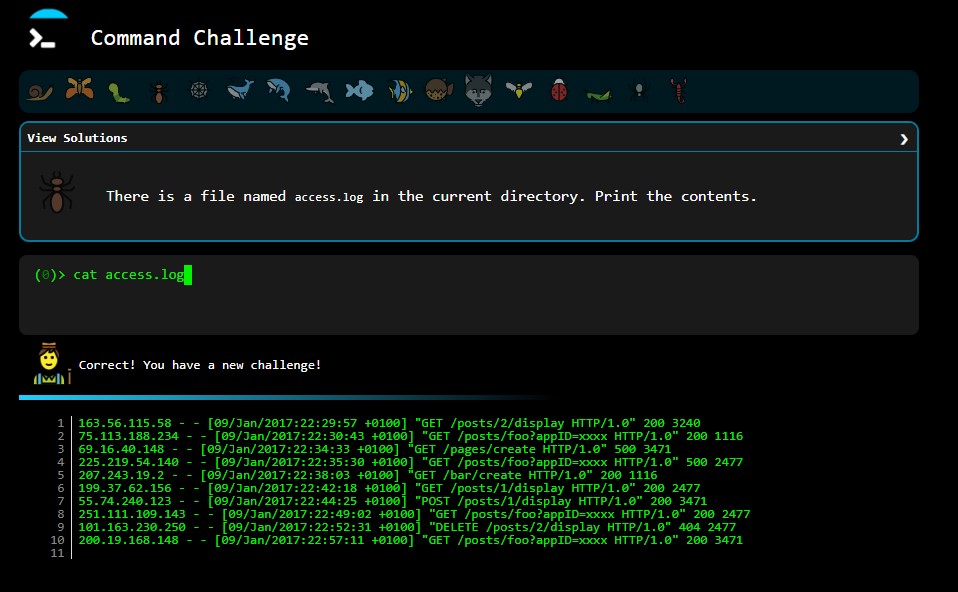 Command Challenge
View Solutions
There is a file named access.log in the current directory. Print the contents.
(0)> cat access.log
Correct! You have a new challenge!
1 163.56.115.58 - - [09/Jan/2017:22:29:57 +0100] "GET /posts/2/display HTTP/1.0" 200 3240
2 75.113.188.234 - - [09/Jan/2017:22:30:43 +0100] "GET /posts/foo?appID=xxxx HTTP/1.0" 200 1116
3 69.16.40.148 - - [09/Jan/2017:22:34:33 +0100] "GET /pages/create HTTP/1.0" 500 3471
4 225.219.54.140 - - [09/Jan/2017:22:35:30 +0100] "GET /posts/foo?appID=xxxx HTTP/1.0" 500 2477
5 207.243.19.2 - - [09/Jan/2017:22:38:03 +0100] "GET /bar/create HTTP/1.0" 200 1116
6 199.37.62.156 - - [09/Jan/2017:22:42:18 +0100] "GET /posts/1/display HTTP/1.0" 200 2477
7 55.74.240.123 - - [09/Jan/2017:22:44:25 +0100] "POST /posts/1/display HTTP/1.0" 200 3471
8 251.111.109.143 - - [09/Jan/2017:22:49:02 +0100] "GET /posts/foo?appID=xxxx HTTP/1.0" 200 2477
9 101.163.230.250 - - [09/Jan/2017:22:52:31 +0100] "DELETE /posts/2/display HTTP/1.0" 404 2477
10 200.19.168.148 - - [09/Jan/2017:22:57:11 +0100] "GET /posts/foo?appID=xxxx HTTP/1.0" 200 3471
11